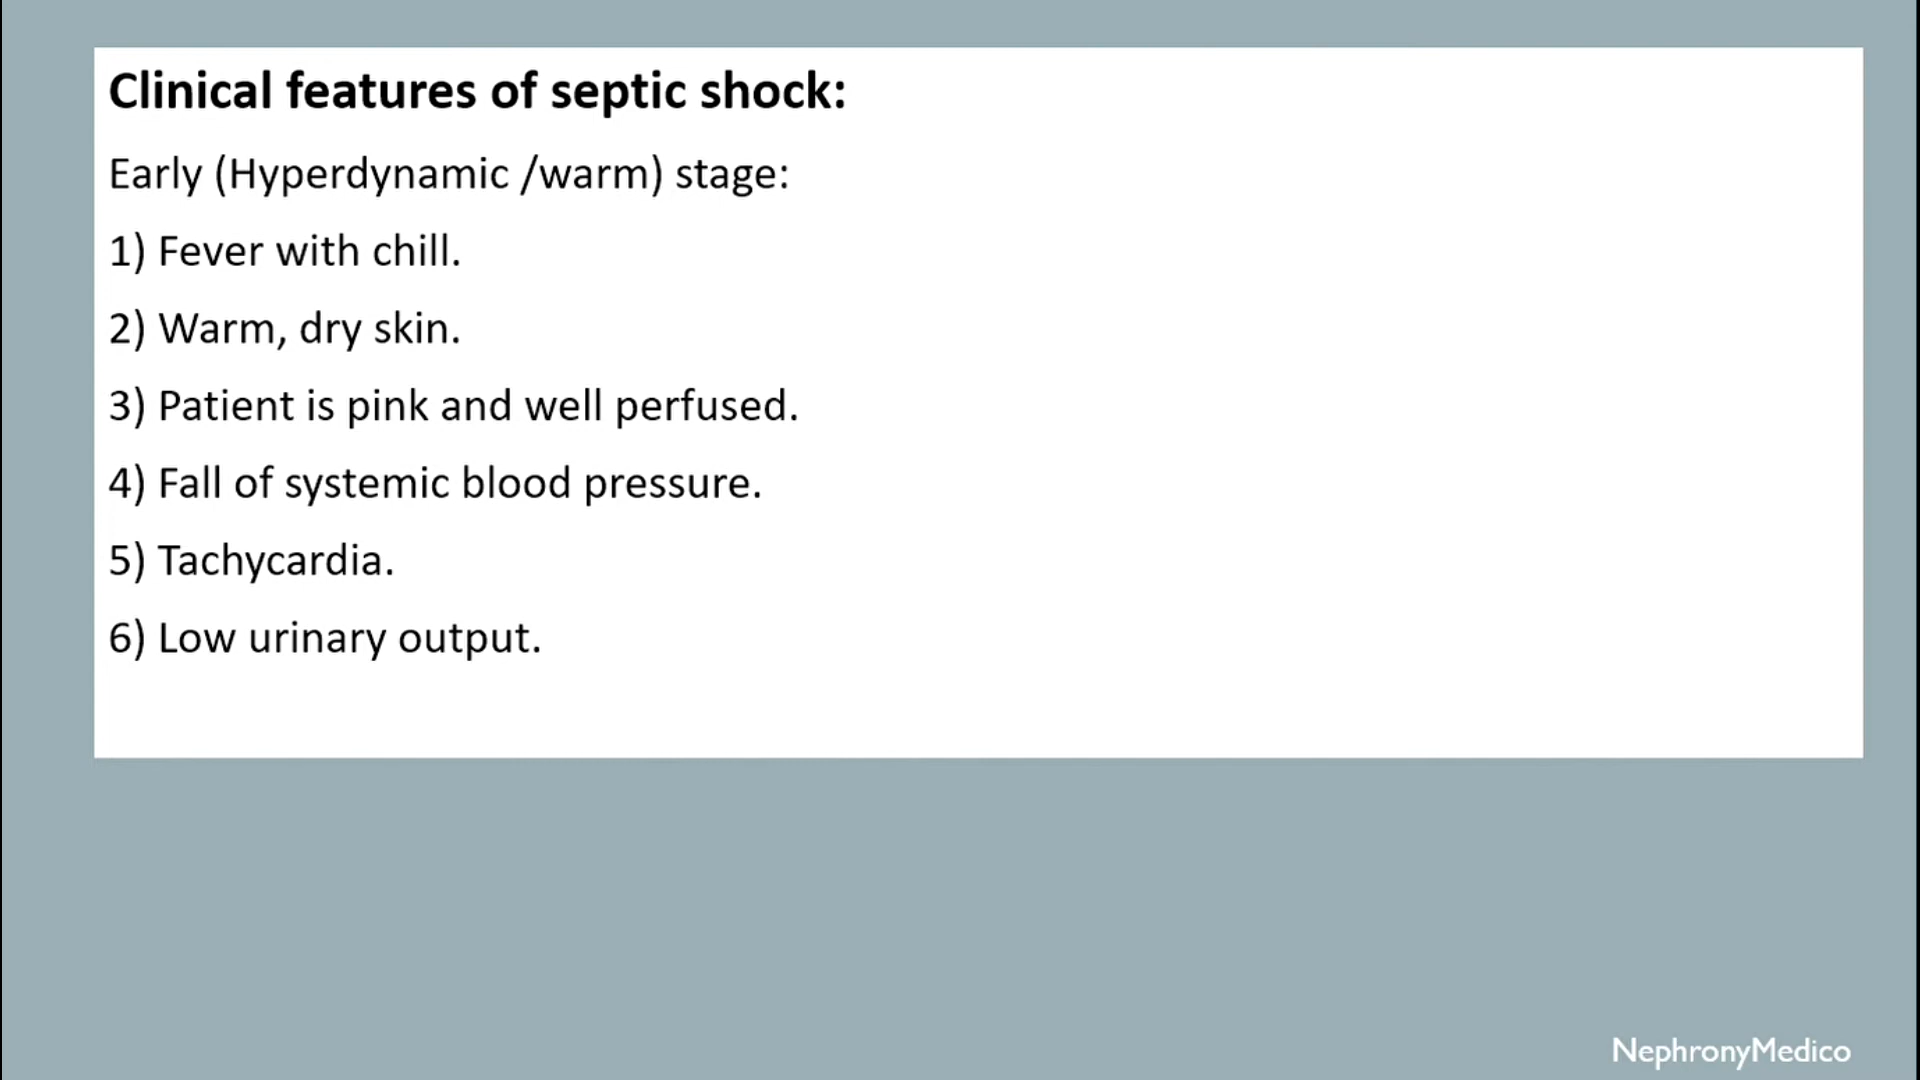 Clinical features of septic shock:
Early (Hyperdynamic /warm) stage:
1) Fever with chill.
2) Warm, dry skin.
3) Patient is pink and well perfused.
4) Fall of systemic blood pressure.
5) Tachycardia.
6) Low urinary output.
NephronyMedico